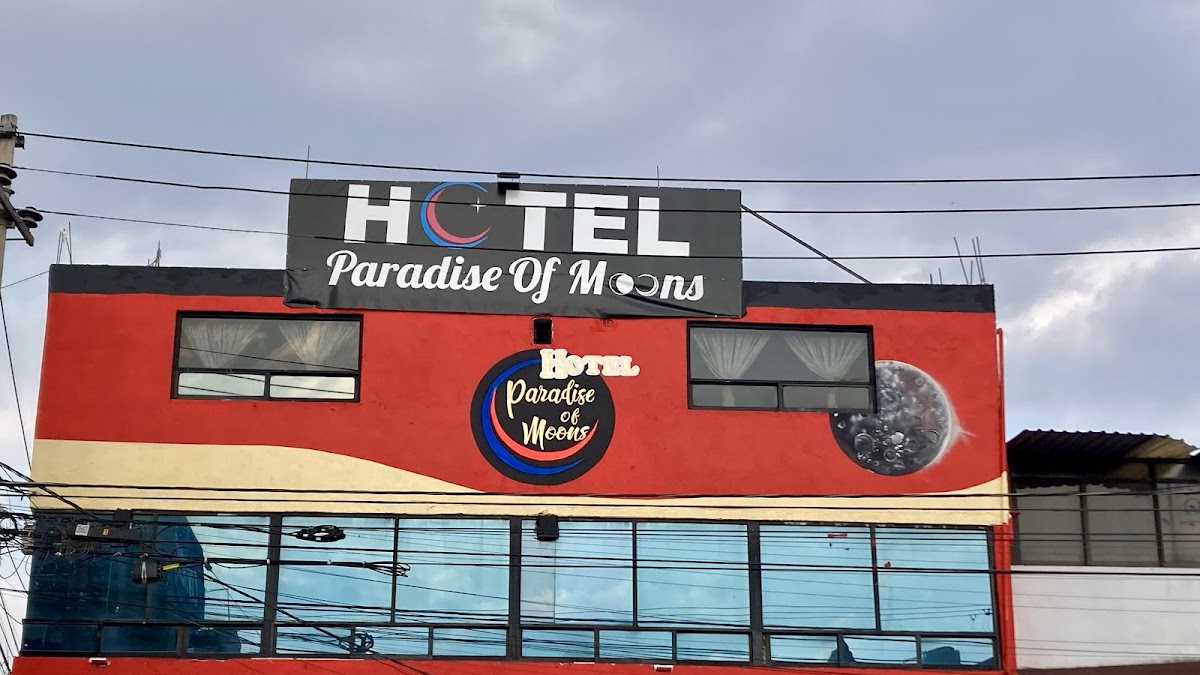 HOTEL
Paradise Of Moons
HOTEL
Paradise
of
Moons